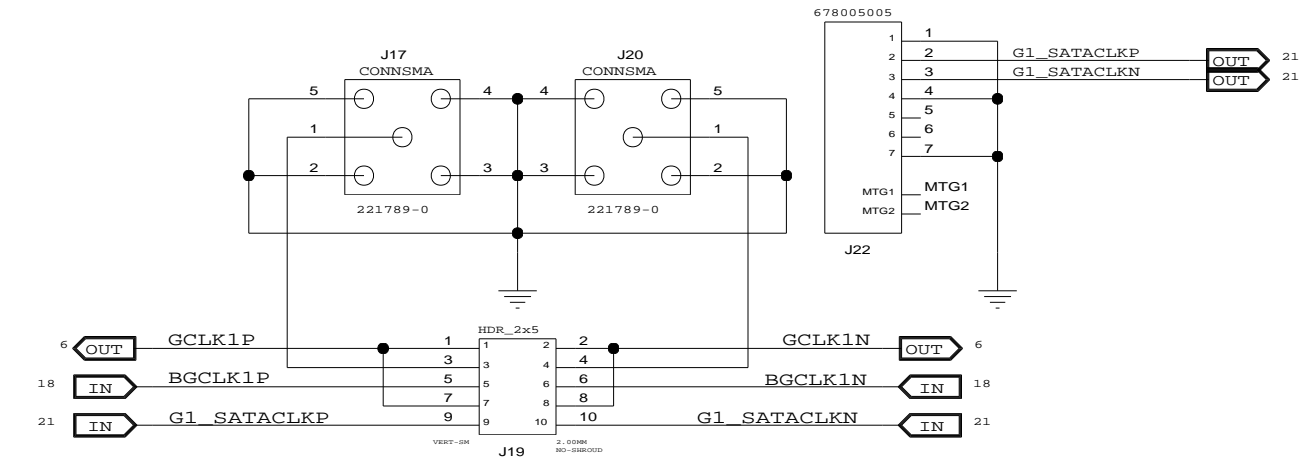 678005005
J17
CONNSMA
J20
CONNSMA
5 4 4 5
1 1
2 3 3 2
221789-0 221789-0
1 1
2 2 G1_SATACLKP OUT 21
3 3 G1_SATACLKN OUT 21
4 4
5 5
6 6
7 7
MTG1 MTG1
MTG2 MTG2
J22
HDR_2x5
6 OUT GCLK1P 1 1 2 2 GCLK1N OUT 6
3 3 4 4
18 IN BGCLK1P 5 5 6 6 BGCLK1N IN 18
7 7 8 8
21 IN G1_SATACLKP 9 9 10 10 G1_SATACLKN IN 21
VERT-SM
J19
2.00MM
NO-SHROUD